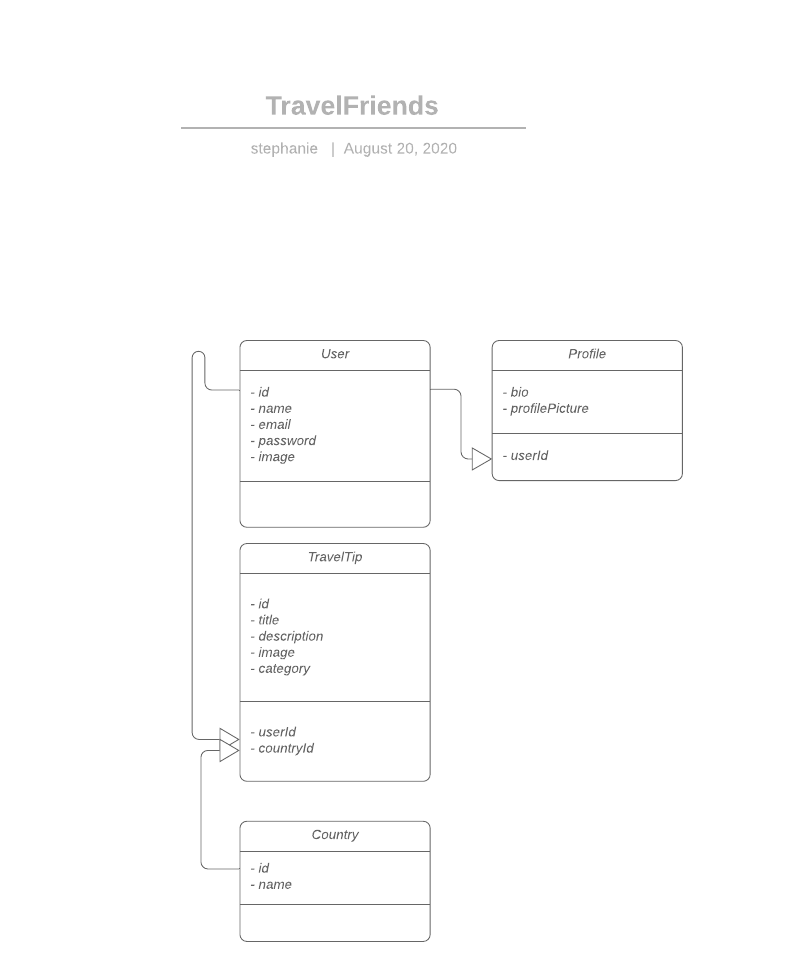 TravelFriends
stephanie | August 20, 2020
User
- id
- name
- email
- password
- image
Profile
- bio
- profilePicture
- userId
TravelTip
- id
- title
- description
- image
- category
- userId
- countryId
Country
- id
- name